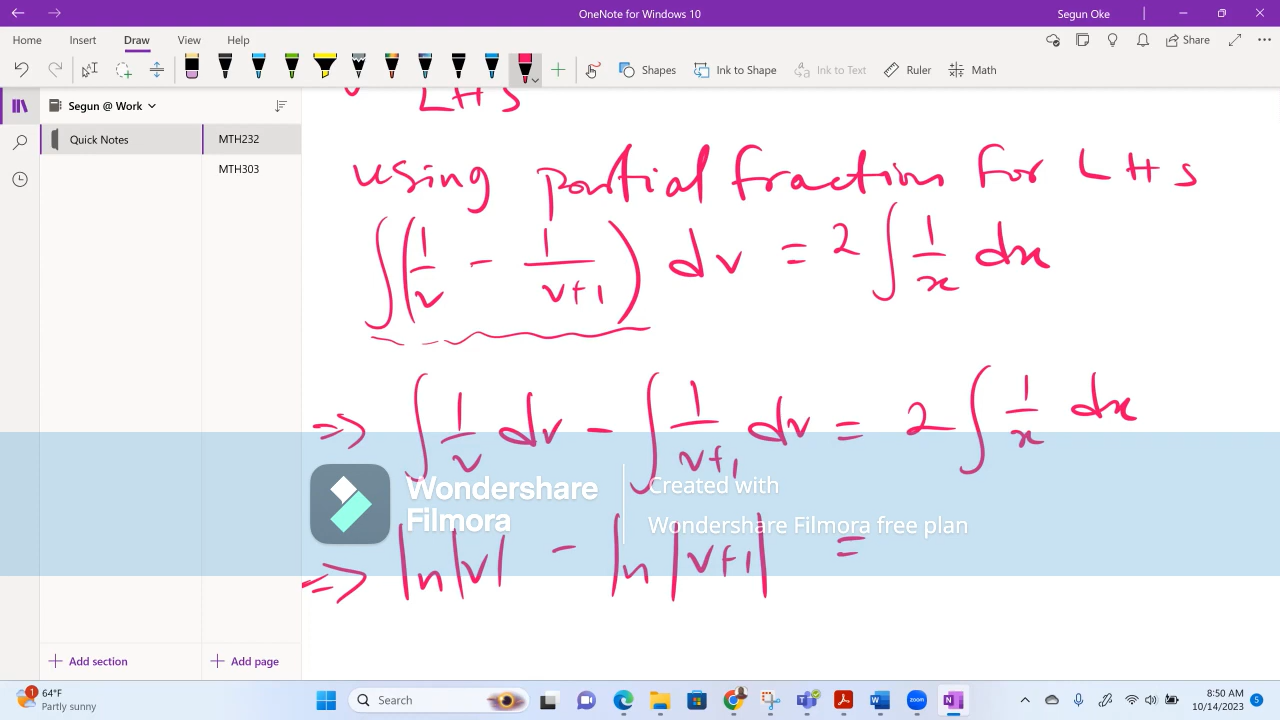 OneNote for Windows 10
Segun Oke
Home Insert Draw View Help
Share
Shapes Ink to Shape Ink to Text Ruler Math
Segun @ Work
Quick Notes
MTH232
MTH303
LHS
using partial fraction for LHS
∫(1/v - 1/(v+1)) dv = 2∫ 1/x dx
=> ∫ 1/v dv - ∫ 1/(v+1) dv = 2 ∫ 1/x dx
Wondershare
Filmora
Created with
Wondershare Filmora free plan
=> ln|v| - ln|v+1| =
Add section
Add page
1
64°F
Partly sunny
Search
zoom
8:50 AM
10/14/2023
5